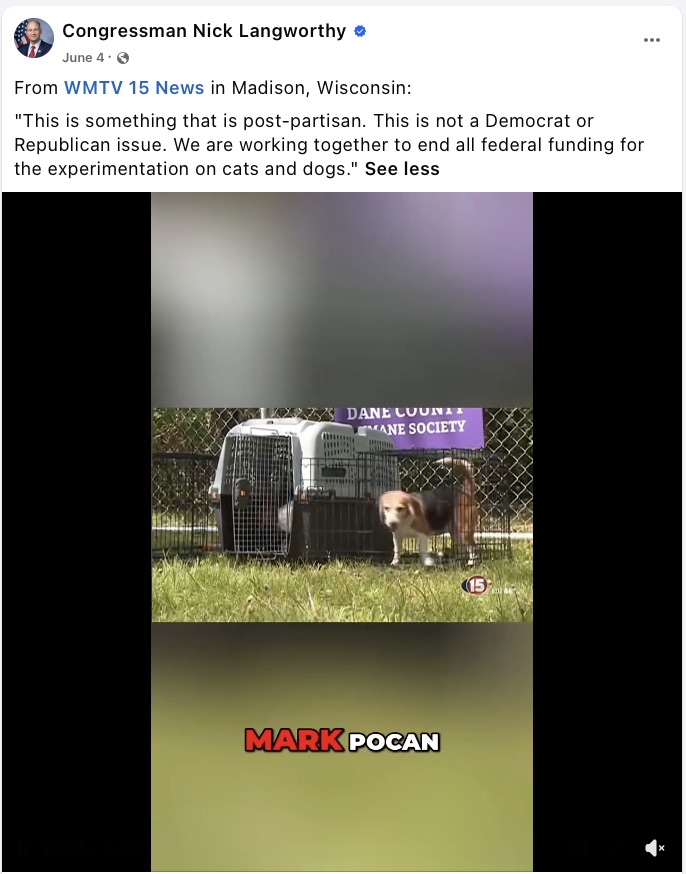 Congressman Nick Langworthy
June 4 ·
From WMTV 15 News in Madison, Wisconsin:
"This is something that is post-partisan. This is not a Democrat or
Republican issue. We are working together to end all federal funding for
the experimentation on cats and dogs." See less
DANE COUNTY
MANE SOCIETY
15
MARK POCAN